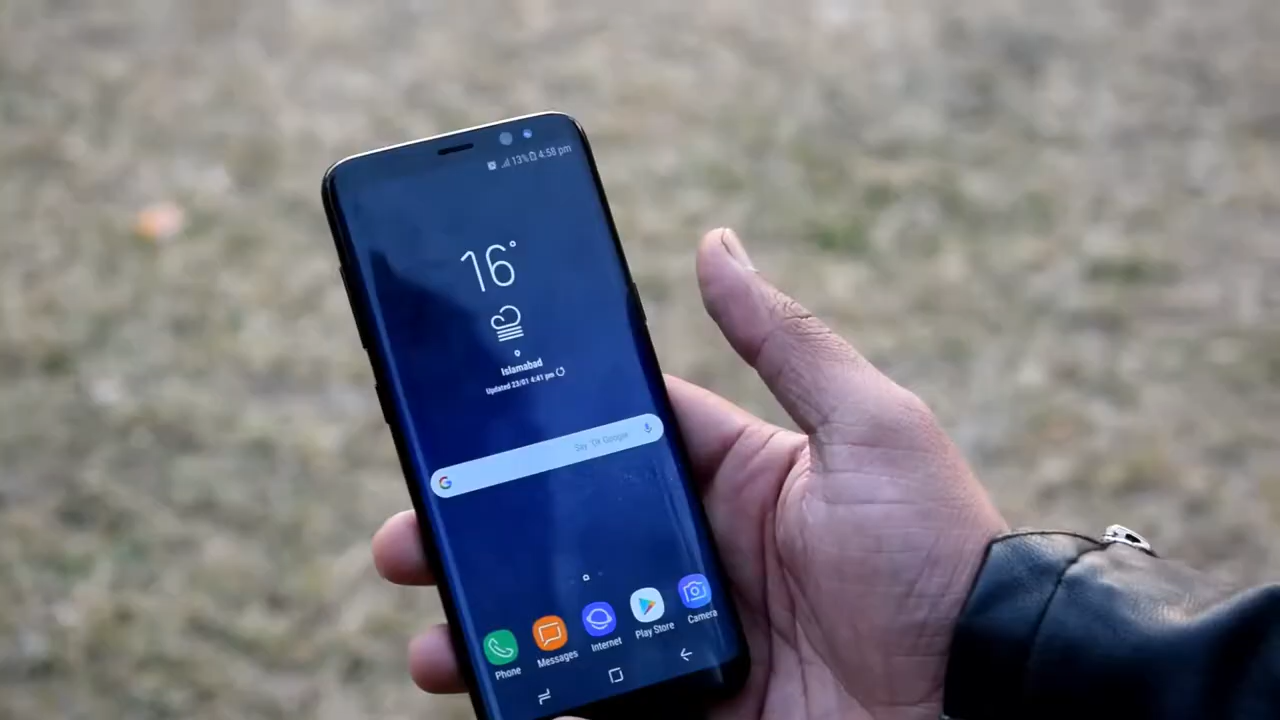 13% 4:58 pm
16°
Islamabad
Updated 23/01 4:41 pm
Say "Ok Google"
Phone
Messages
Internet
Play Store
Camera